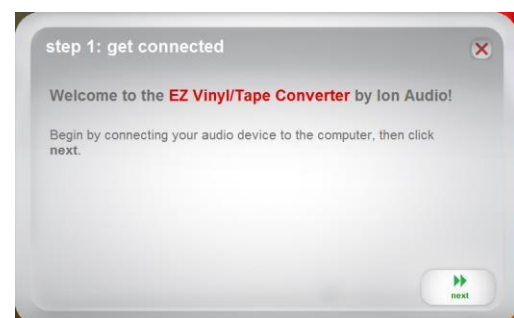 step 1: get connected
Welcome to the EZ Vinyl/Tape Converter by Ion Audio!
Begin by connecting your audio device to the computer, then click
next.
next